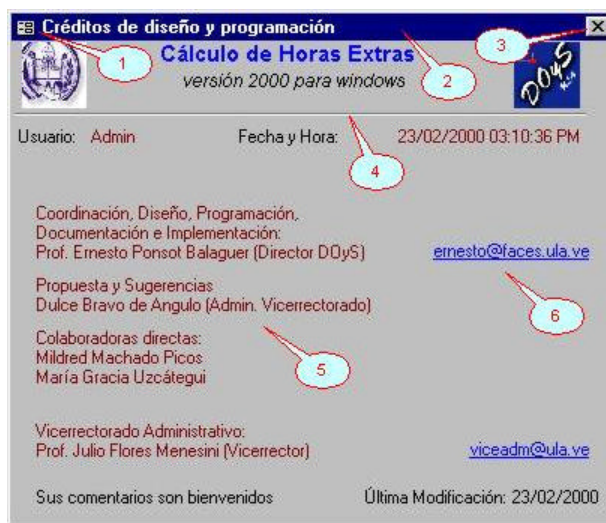 Créditos de diseño y programación
3
1
Cálculo de Horas Extras
2
versión 2000 para windows
DOyS
Usuario: Admin Fecha y Hora: 23/02/2000 03:10:36 PM
4
Coordinación, Diseño, Programación,
Documentación e Implementación:
Prof. Ernesto Ponsot Balaguer (Director DOyS) ernesto@faces.ula.ve
Propuesta y Sugerencias
Dulce Bravo de Angulo (Admin. Vicerrectorado)
6
Colaboradoras directas:
Mildred Machado Picos
5
María Gracia Uzcátegui
Vicerrectorado Administrativo:
Prof. Julio Flores Menesini (Vicerrector) viceadm@ula.ve
Sus comentarios son bienvenidos Última Modificación: 23/02/2000